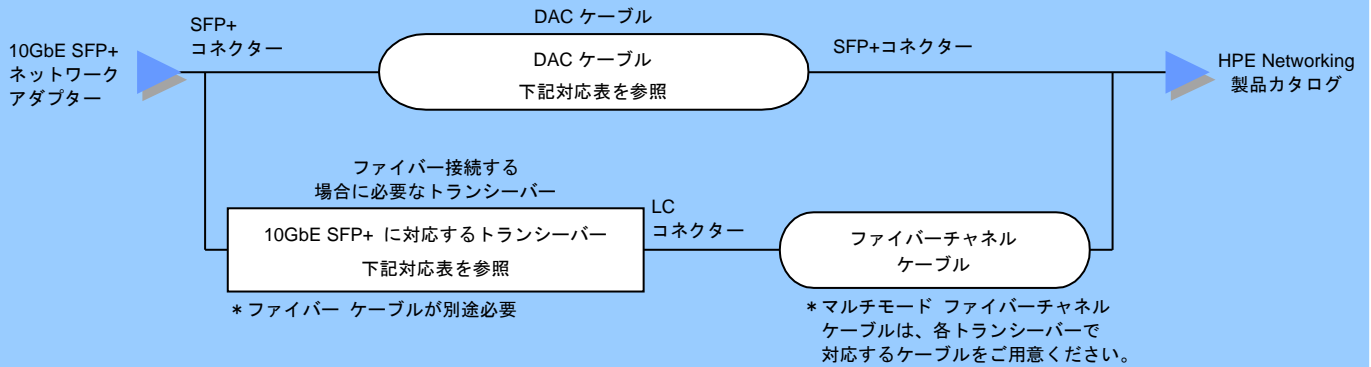 10GbE SFP+
ネットワーク
アダプター
SFP+
コネクター
DAC ケーブル
DAC ケーブル
下記対応表を参照
SFP+コネクター
HPE Networking
製品カタログ
ファイバー接続する
場合に必要なトランシーバー
10GbE SFP+ に対応するトランシーバー
下記対応表を参照
＊ファイバー ケーブルが別途必要
LC
コネクター
ファイバーチャネル
ケーブル
＊マルチモード ファイバーチャネル
ケーブルは、各トランシーバーで
対応するケーブルをご用意ください。